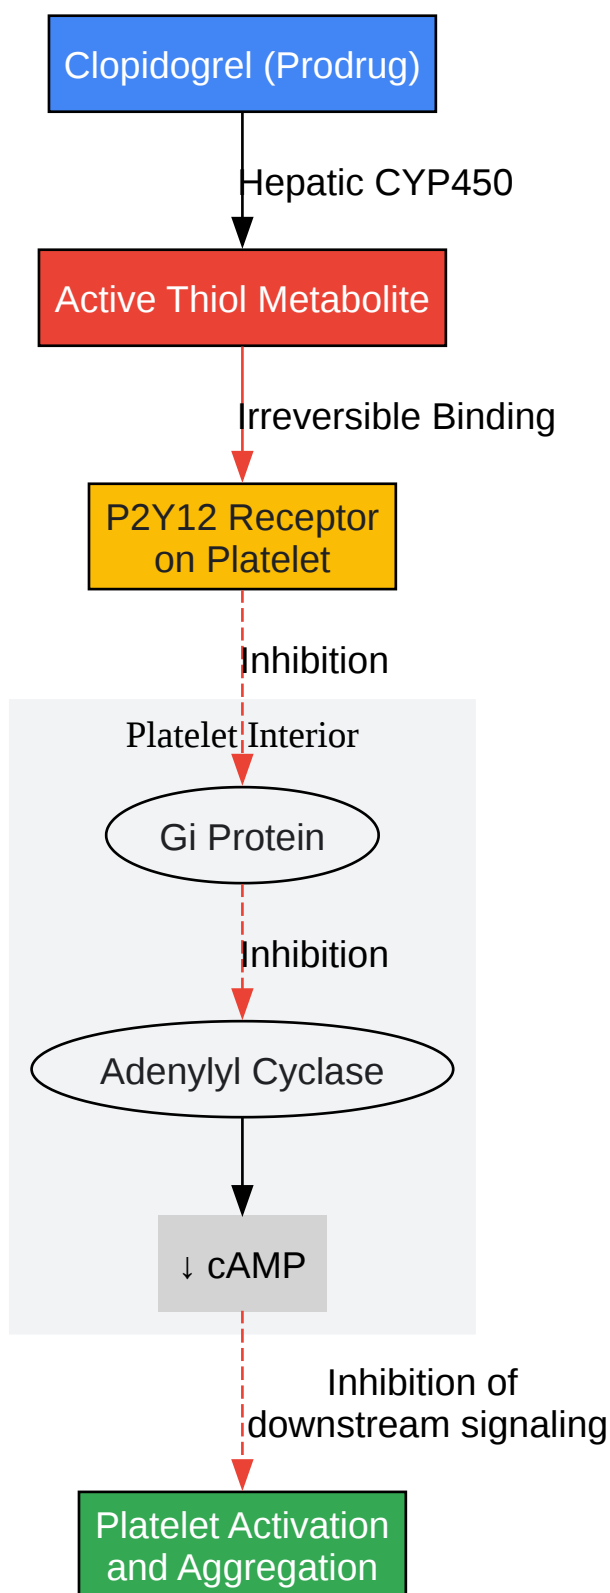 Clopidogrel (Prodrug)
Hepatic CYP450
Active Thiol Metabolite
Irreversible Binding
P2Y12 Receptor
on Platelet
Inhibition
Platelet Interior
Gi Protein
Inhibition
Adenylyl Cyclase
↓ cAMP
Inhibition of
downstream signaling
Platelet Activation
and Aggregation